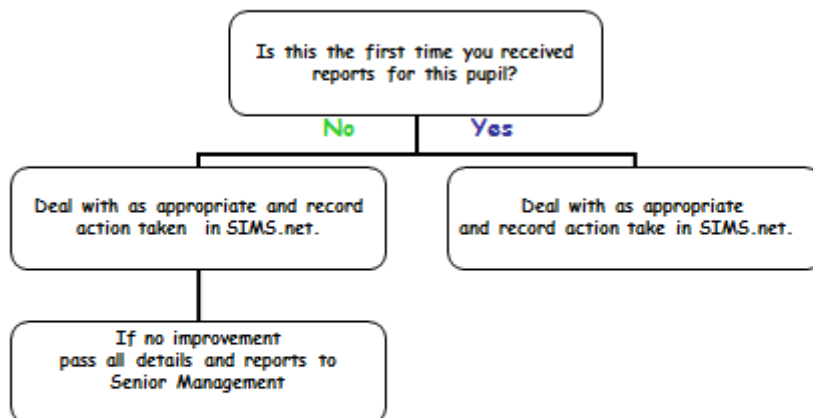 Is this the first time you received
reports for this pupil?
No
Yes
Deal with as appropriate and record
action taken in SIMS.net.
Deal with as appropriate
and record action take in SIMS.net.
If no improvement
pass all details and reports to
Senior Management